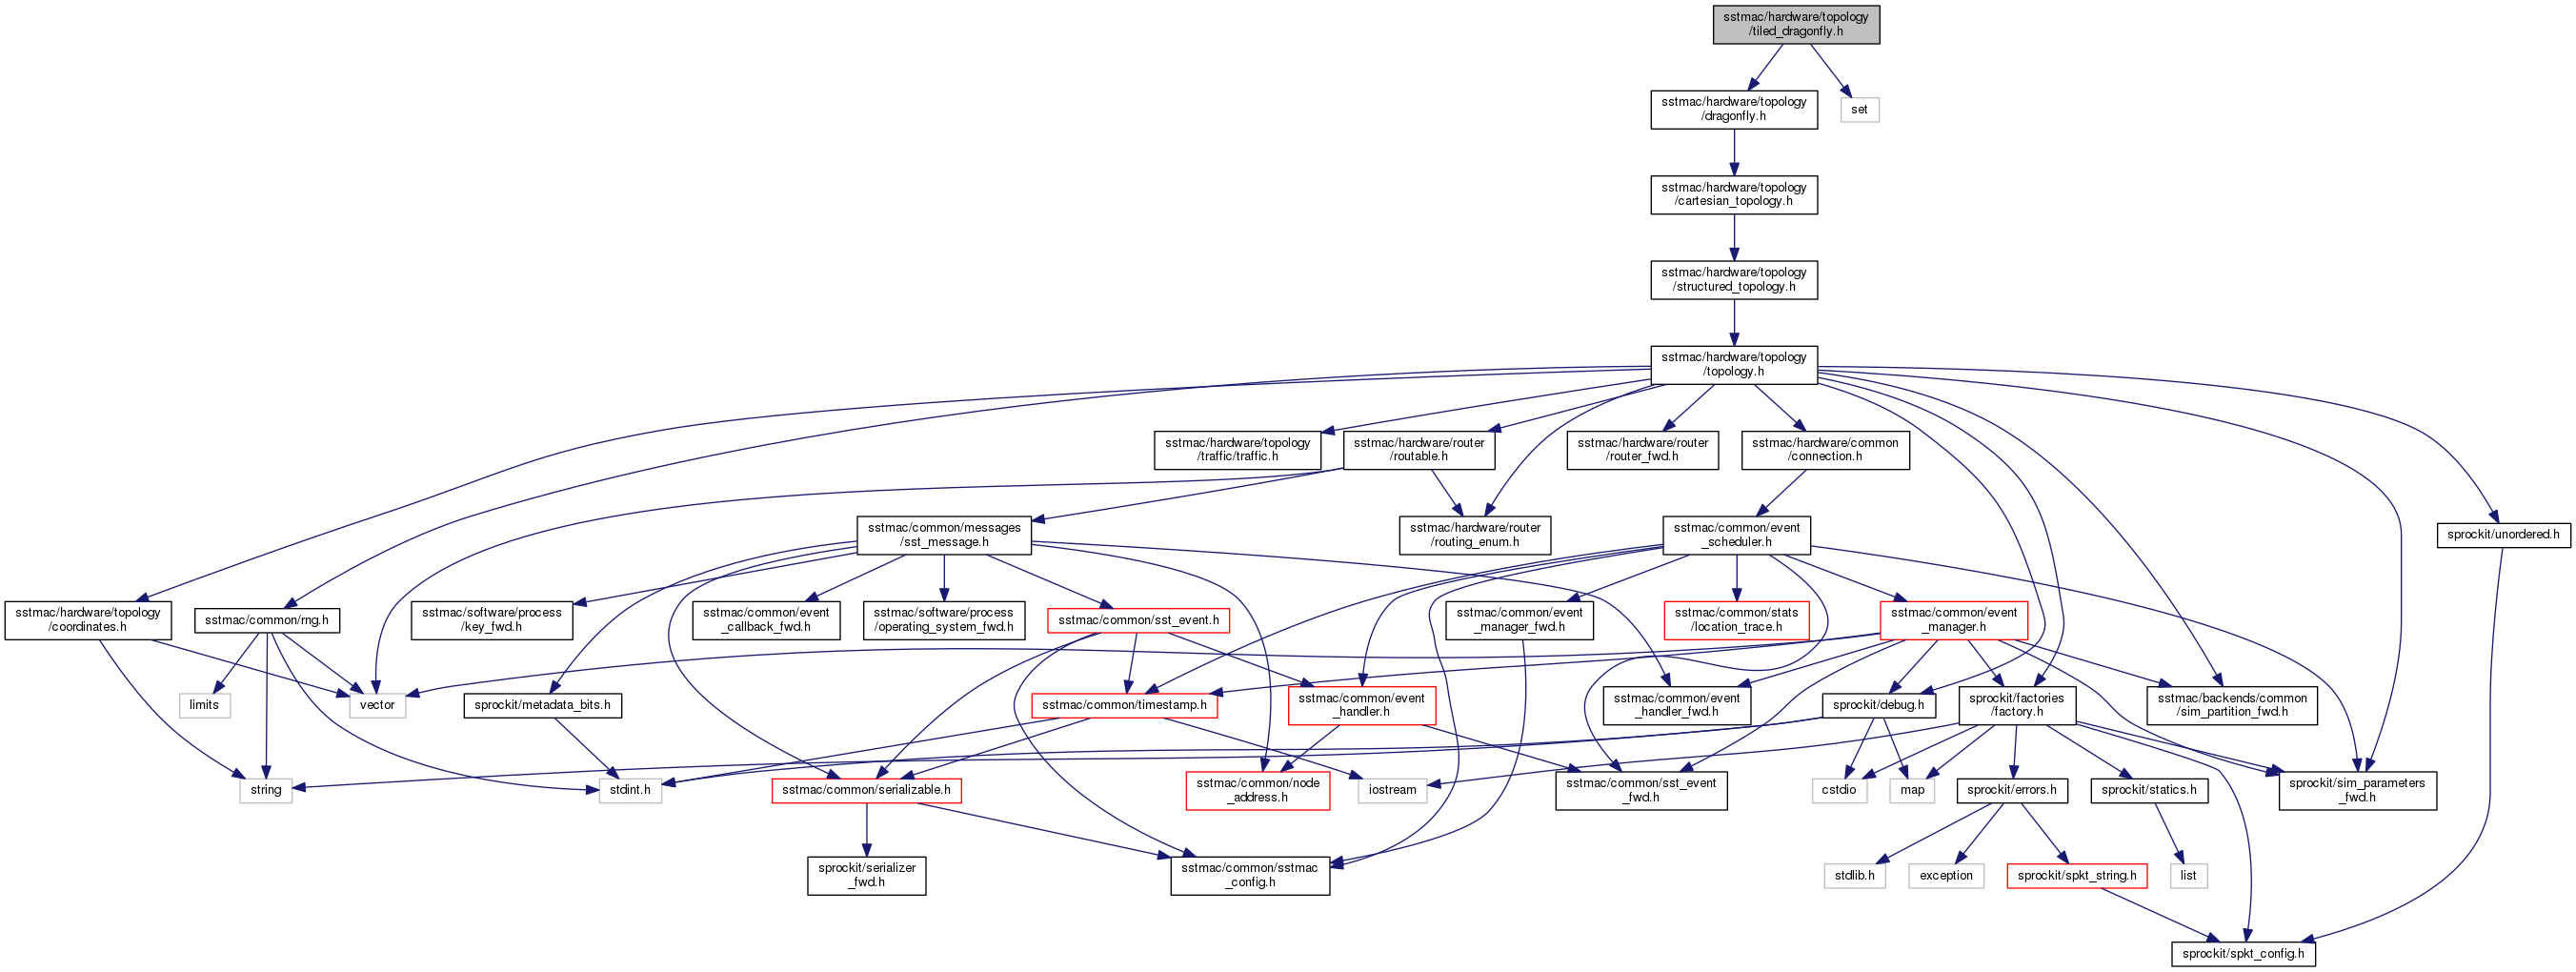 sstmac/hardware/topology
/tiled_dragonfly.h
sstmac/hardware/topology
/dragonfly.h
set
sstmac/hardware/topology
/cartesian_topology.h
sstmac/hardware/topology
/structured_topology.h
sstmac/hardware/topology
/topology.h
sstmac/hardware/topology
/traffic/traffic.h
sstmac/hardware/router
/routable.h
sstmac/hardware/router
/router_fwd.h
sstmac/hardware/common
/connection.h
sstmac/common/messages
/sst_message.h
sstmac/hardware/router
/routing_enum.h
sstmac/common/event
_scheduler.h
sprockit/unordered.h
sstmac/hardware/topology
/coordinates.h
sstmac/common/rng.h
sstmac/software/process
/key_fwd.h
sstmac/common/event
_callback_fwd.h
sstmac/software/process
/operating_system_fwd.h
sstmac/common/sst_event.h
sstmac/common/event
_manager_fwd.h
sstmac/common/stats
/location_trace.h
sstmac/common/event
_manager.h
limits
vector
sprockit/metadata_bits.h
sstmac/common/timestamp.h
sstmac/common/event
_handler.h
sstmac/common/event
_handler_fwd.h
sprockit/debug.h
sprockit/factories
/factory.h
sstmac/backends/common
/sim_partition_fwd.h
string
stdint.h
sstmac/common/serializable.h
sstmac/common/node
_address.h
iostream
sstmac/common/sst_event
_fwd.h
cstdio
map
sprockit/errors.h
sprockit/statics.h
sprockit/sim_parameters
_fwd.h
sprockit/serializer
_fwd.h
sstmac/common/sstmac
_config.h
stdlib.h
exception
sprockit/spkt_string.h
list
sprockit/spkt_config.h